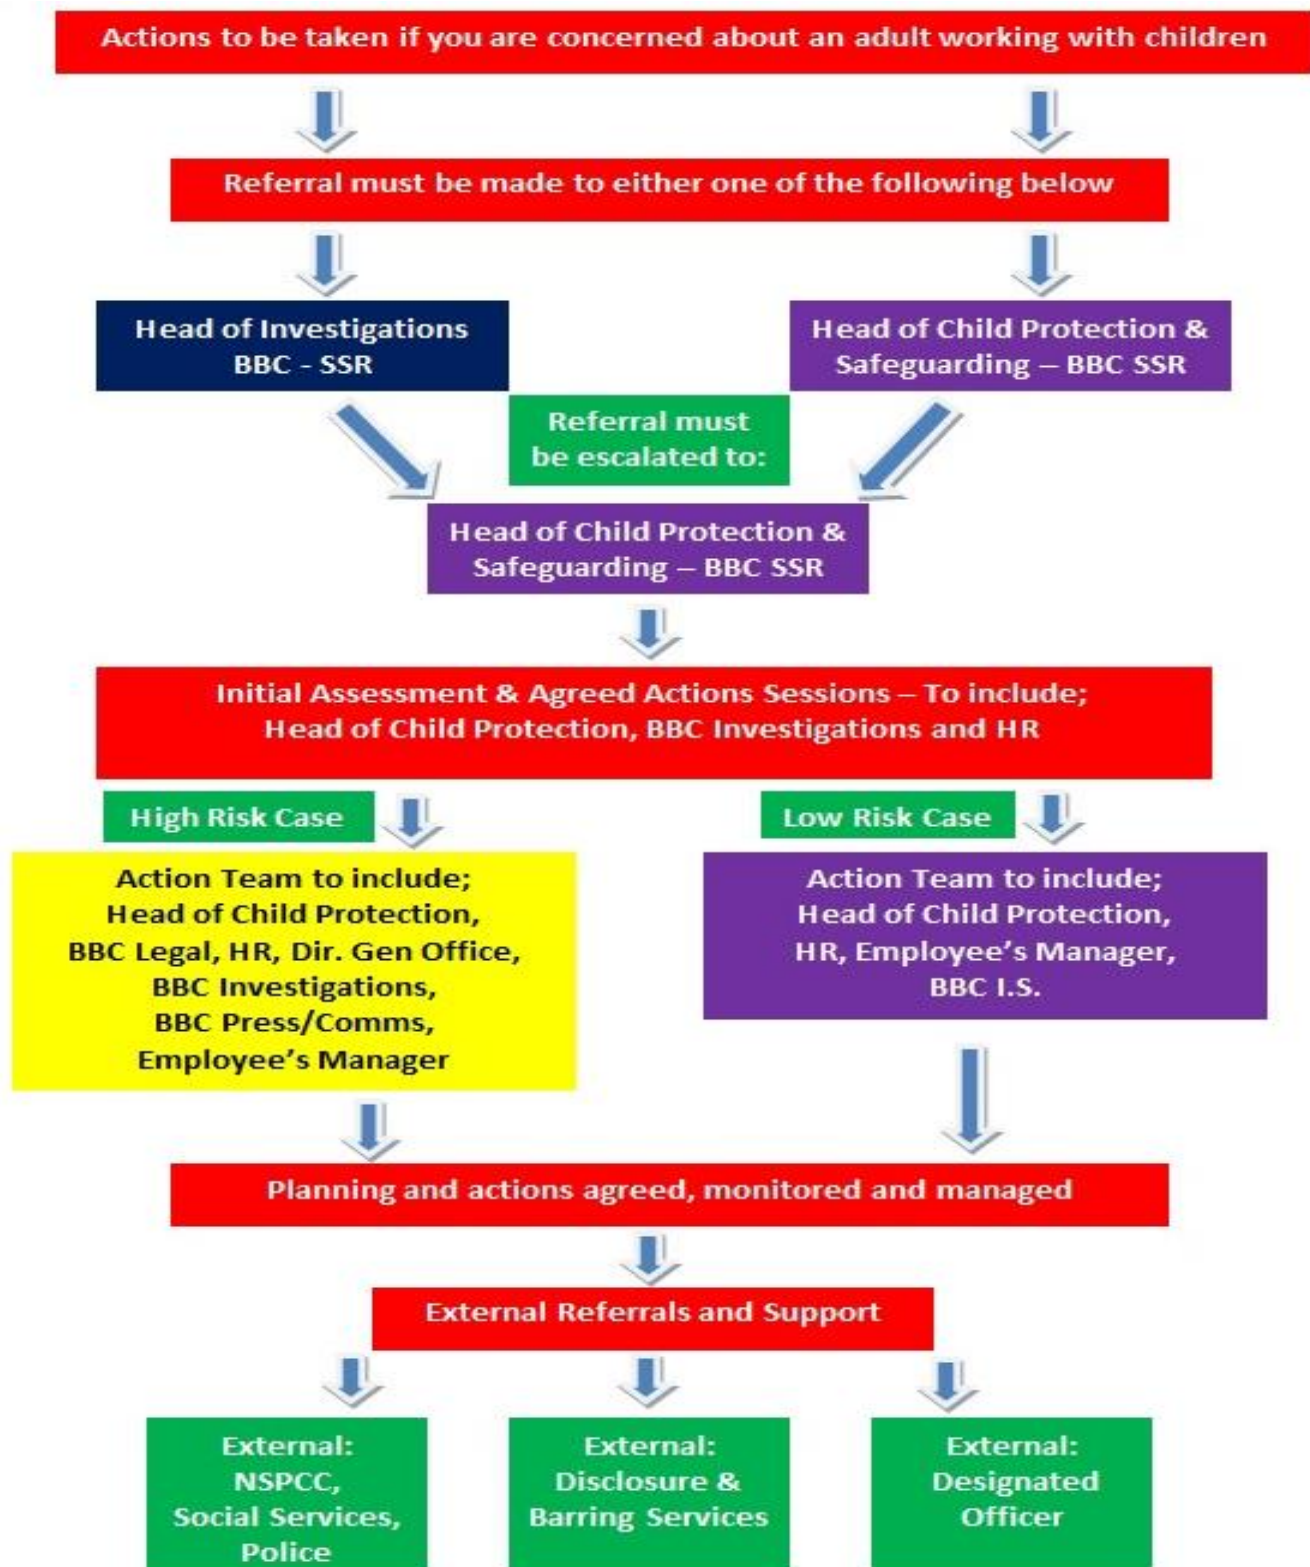 Actions to be taken if you are concerned about an adult working with children
Referral must be made to either one of the following below
Head of Investigations
BBC - SSR
Head of Child Protection &
Safeguarding – BBC SSR
Referral must
be escalated to:
Head of Child Protection &
Safeguarding – BBC SSR
Initial Assessment & Agreed Actions Sessions – To include;
Head of Child Protection, BBC Investigations and HR
High Risk Case
Low Risk Case
Action Team to include;
Head of Child Protection,
BBC Legal, HR, Dir. Gen Office,
BBC Investigations,
BBC Press/Comms,
Employee’s Manager
Action Team to include;
Head of Child Protection,
HR, Employee’s Manager,
BBC I.S.
Planning and actions agreed, monitored and managed
External Referrals and Support
External:
NSPCC,
Social Services,
Police
External:
Disclosure &
Barring Services
External:
Designated
Officer